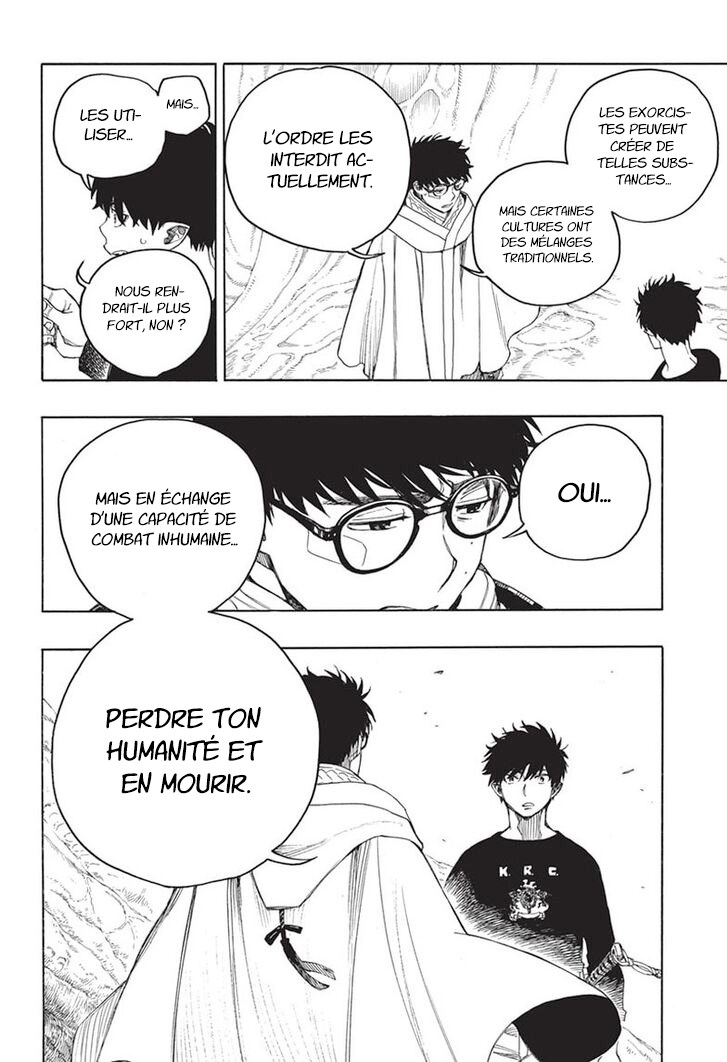 LES EXORCIS-
TES PEUVENT
CRÉER DE
TELLES SUBS-
TANCES...
MAIS CERTAINES
CULTURES ONT
DES MÉLANGES
TRADITIONNELS.
L'ORDRE LES
INTERDIT AC-
TUELLEMENT.
MAIS...
LES UTI-
LISER...
NOUS REN-
DRAIT-IL PLUS
FORT, NON ?
OUI...
MAIS EN ÉCHANGE
D'UNE CAPACITÉ DE
COMBAT INHUMAINE...
PERDRE TON
HUMANITÉ ET
EN MOURIR.
K. R. C.